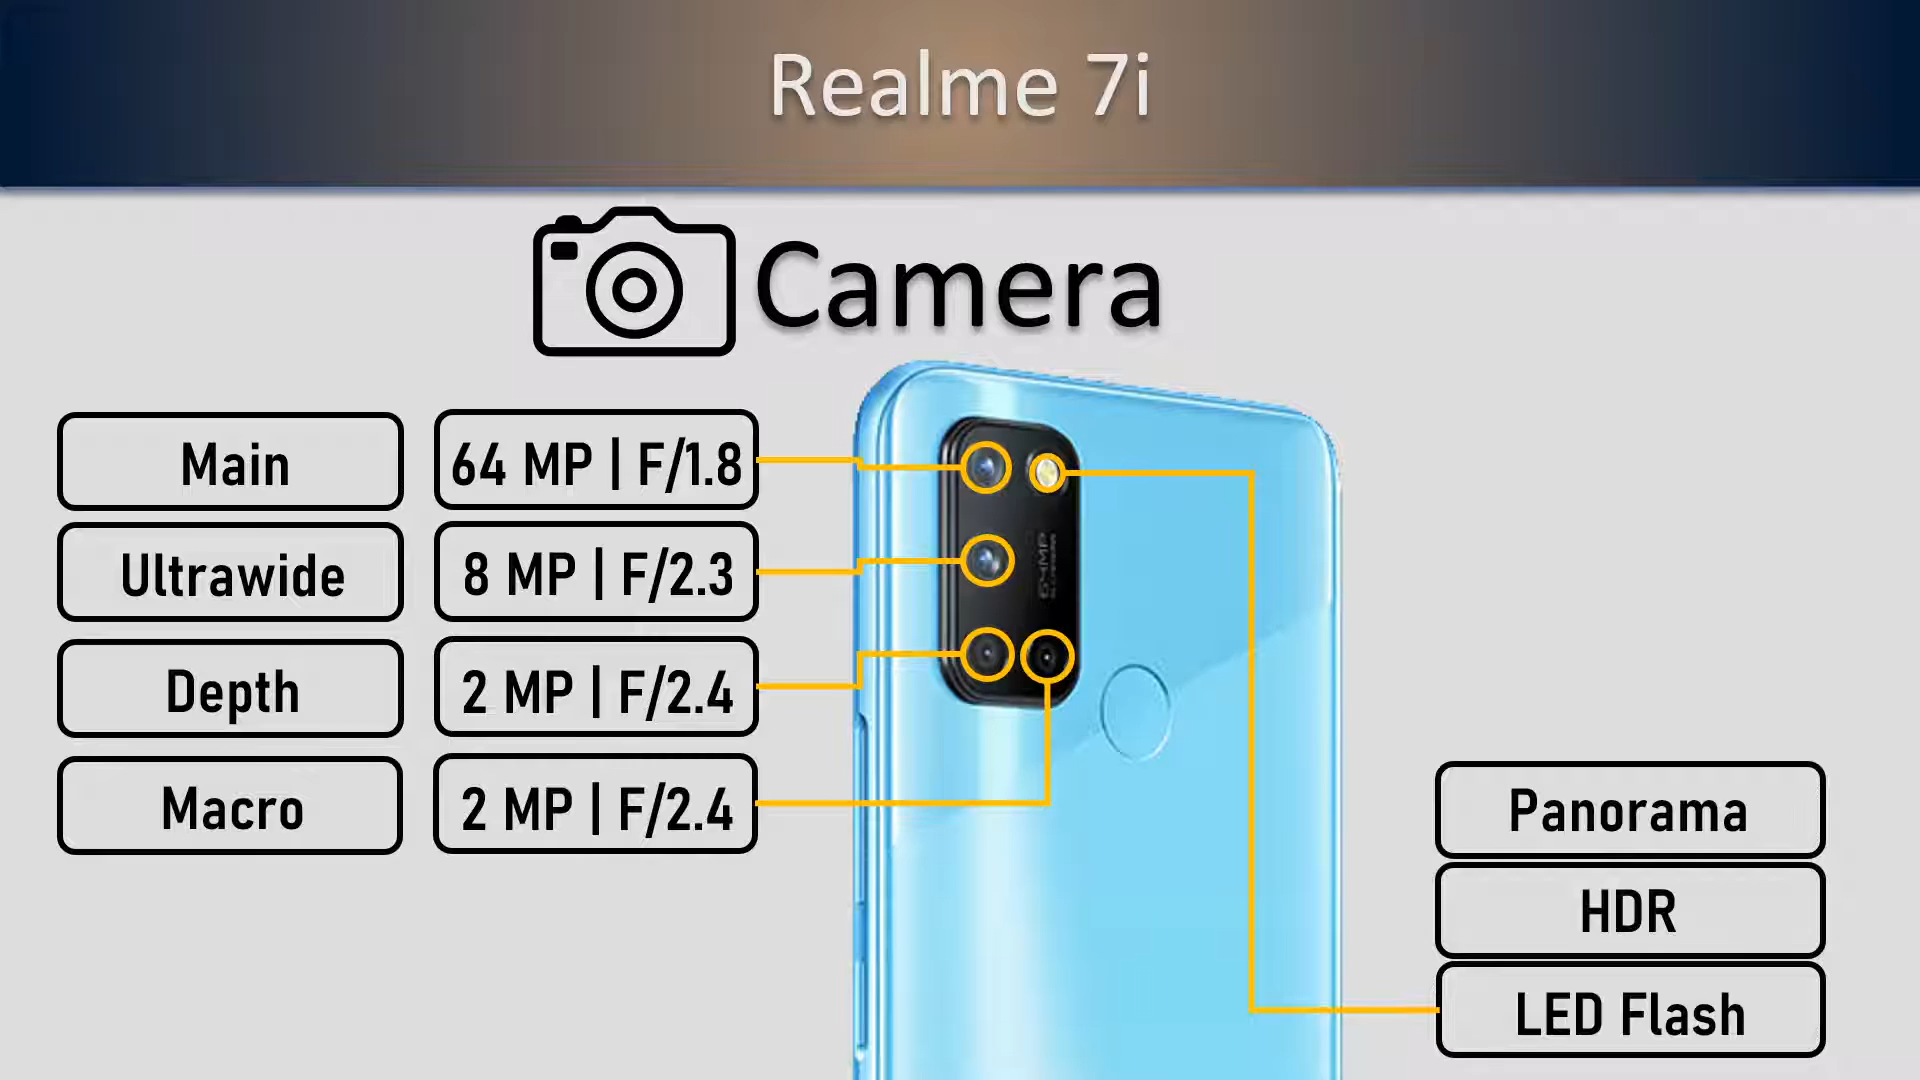 Realme 7i
Camera
Main
64 MP | F/1.8
Ultrawide
8 MP | F/2.3
Depth
2 MP | F/2.4
Macro
2 MP | F/2.4
64MP
Panorama
HDR
LED Flash